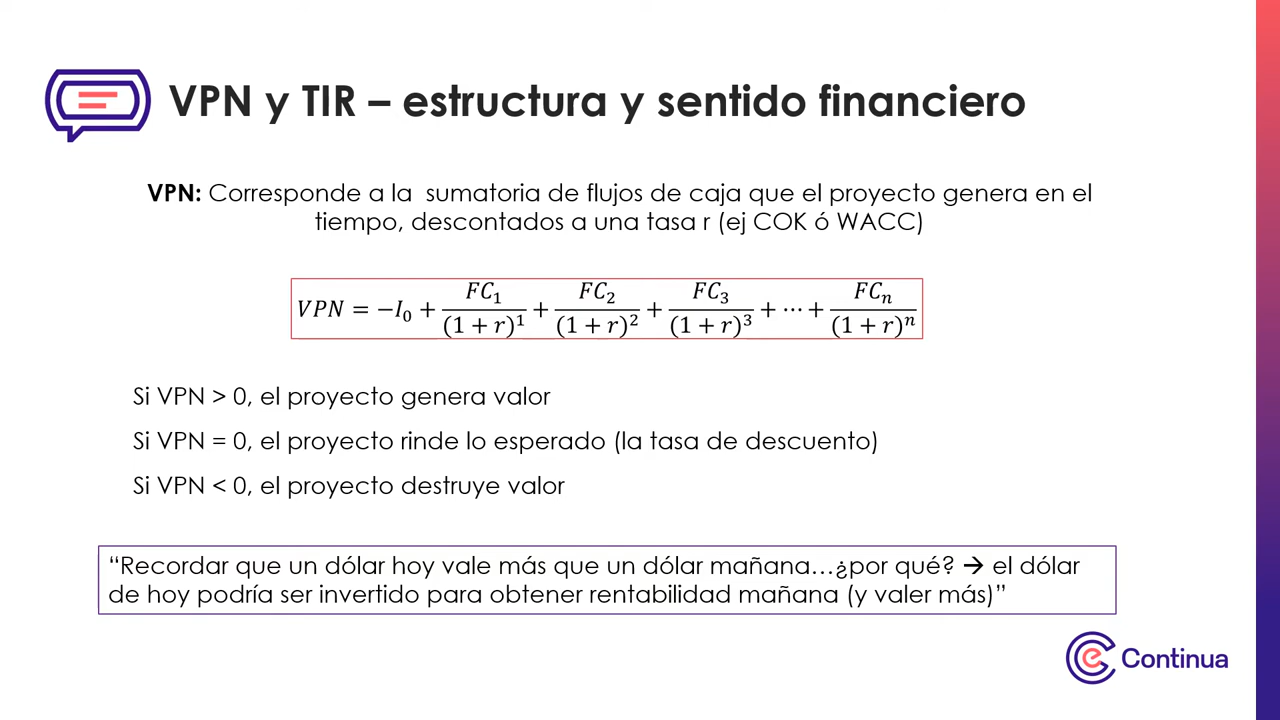 VPN y TIR – estructura y sentido financiero
VPN: Corresponde a la sumatoria de flujos de caja que el proyecto genera en el
tiempo, descontados a una tasa r (ej COK ó WACC)
VPN = −I₀ + FC₁/(1 + r)¹ + FC₂/(1 + r)² + FC₃/(1 + r)³ + ⋯ + FCₙ/(1 + r)ⁿ
Si VPN > 0, el proyecto genera valor
Si VPN = 0, el proyecto rinde lo esperado (la tasa de descuento)
Si VPN < 0, el proyecto destruye valor
“Recordar que un dólar hoy vale más que un dólar mañana…¿por qué? → el dólar
de hoy podría ser invertido para obtener rentabilidad mañana (y valer más)”
e Continua